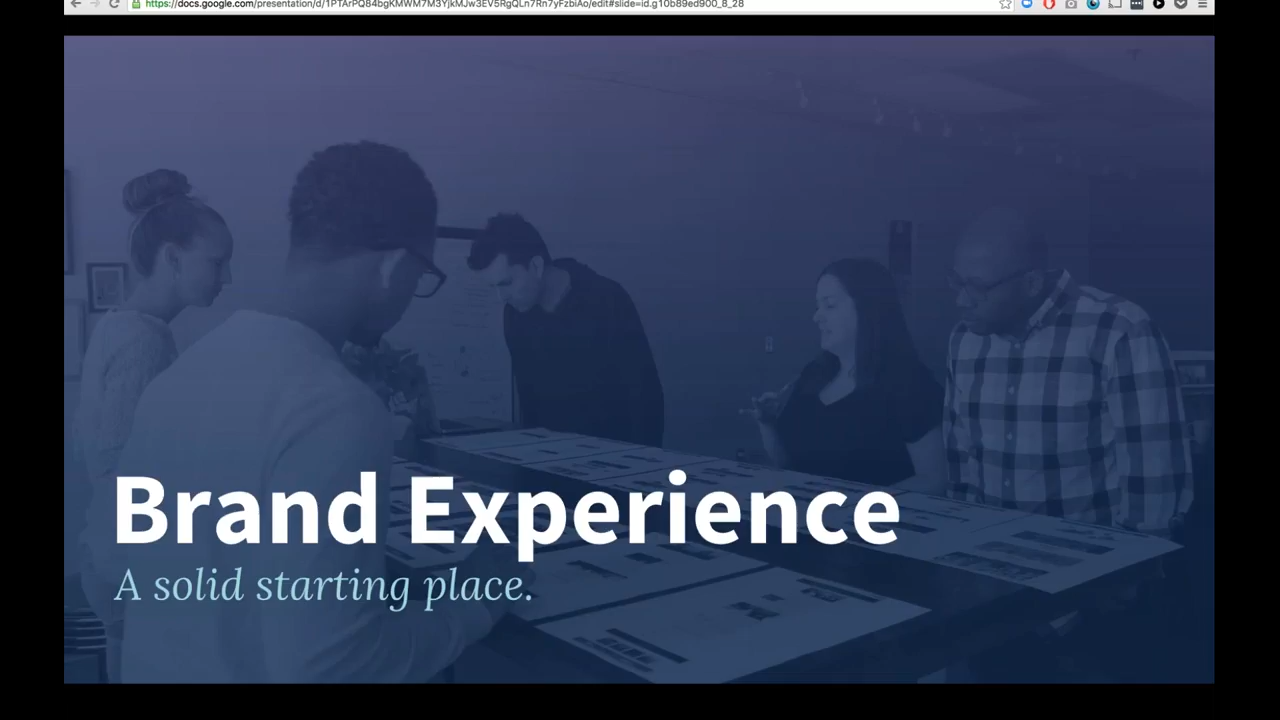 https://docs.google.com/presentation/d/1PTArPQ84bgKMWM7M3YjkMJw3EV5RgQLn7Rn7yFzbiAo/edit#slide=id.g10b89ed900_8_28
Brand Experience
A solid starting place.